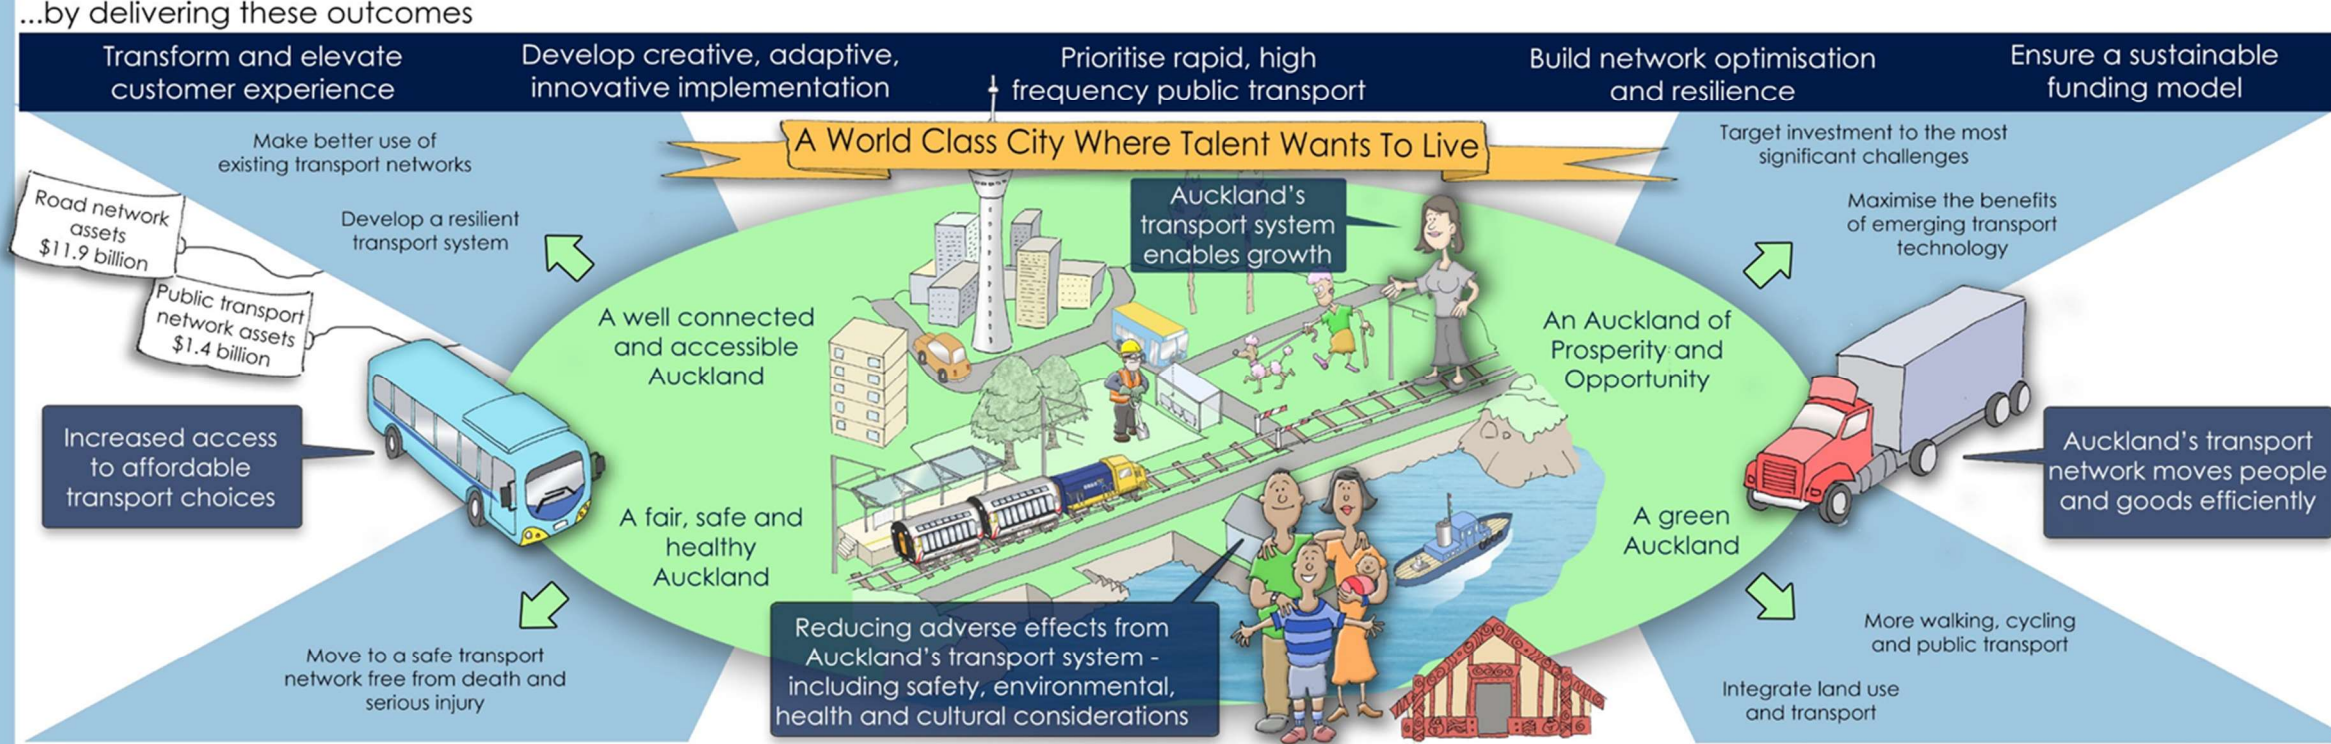 ...by delivering these outcomes
Transform and elevate
customer experience
Develop creative, adaptive,
innovative implementation
Prioritise rapid, high
frequency public transport
Build network optimisation
and resilience
Ensure a sustainable
funding model
Make better use of
existing transport networks
Develop a resilient
transport system
Road network
assets
$11.9 billion
Public transport
network assets
$1.4 billion
Increased access
to affordable
transport choices
Move to a safe transport
network free from death and
serious injury
A World Class City Where Talent Wants To Live
Auckland's
transport system
enables growth
A well connected
and accessible
Auckland
A fair, safe and
healthy
Auckland
An Auckland of
Prosperity and
Opportunity
A green
Auckland
Reducing adverse effects from
Auckland's transport system -
including safety, environmental,
health and cultural considerations
Target investment to the most
significant challenges
Maximise the benefits
of emerging transport
technology
Auckland's transport
network moves people
and goods efficiently
More walking, cycling
and public transport
Integrate land use
and transport